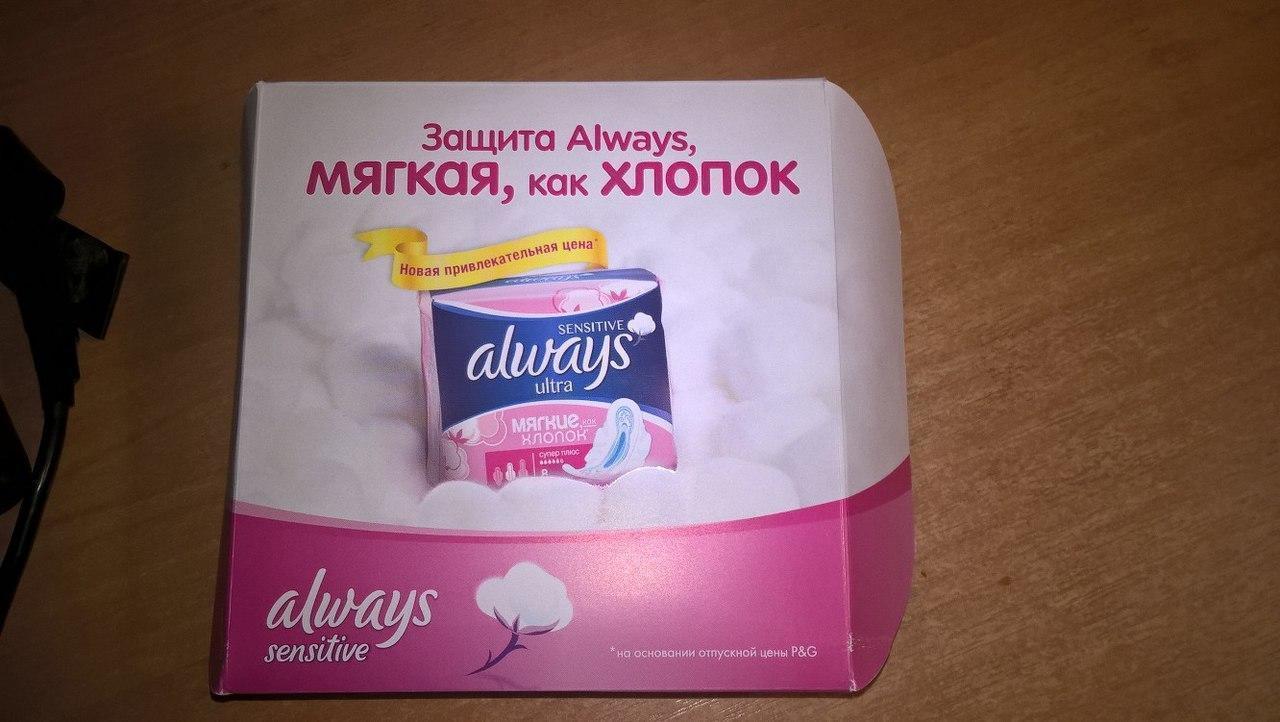 Защита Always,
мягкая, как хлопок
Новая привлекательная цена*
SENSITIVE
always
ultra
мягкие, как
хлопок
супер плюс
8
always
sensitive
*на основании отпускной цены P&G